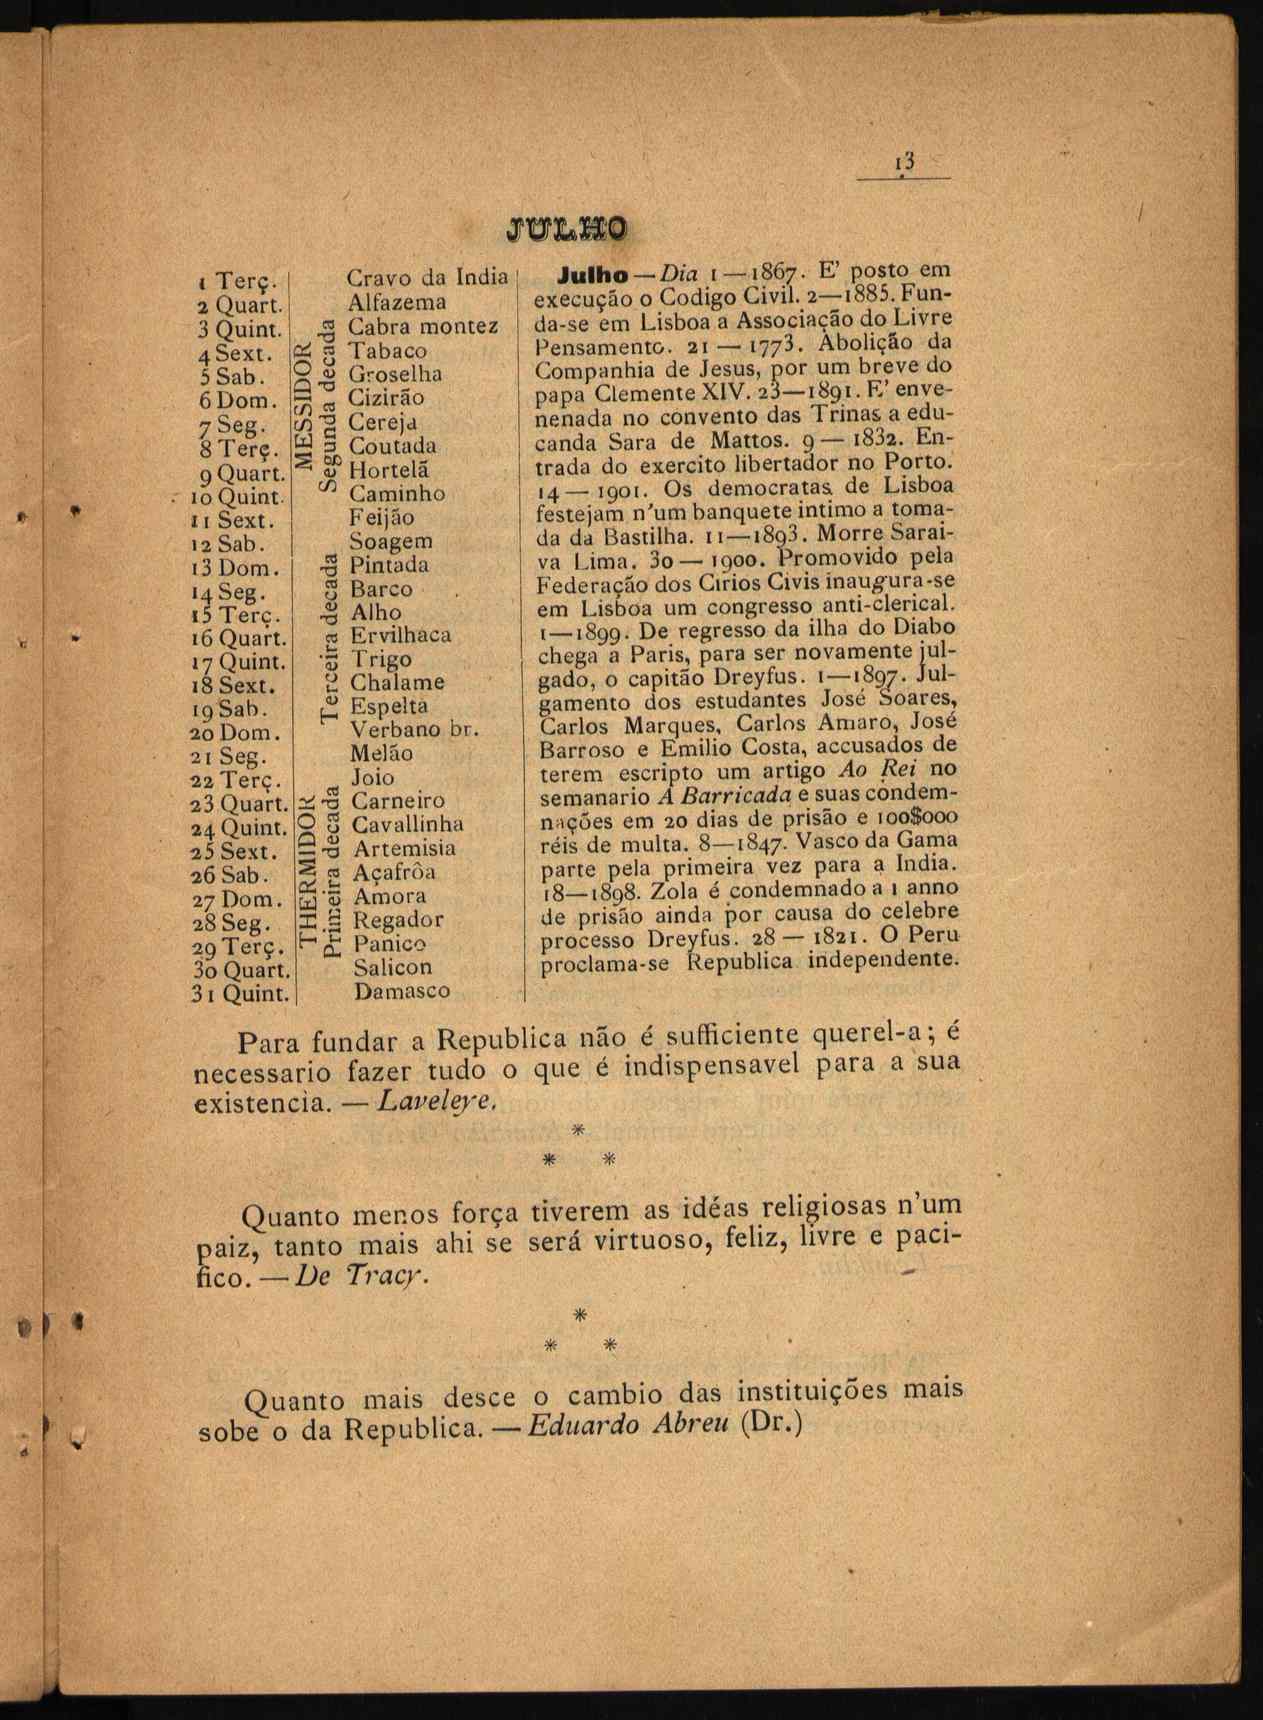 13
JULHO
1 Terç. Cravo da India
2 Quart. Alfazema
3 Quint. Cabra montez
4 Sext. Tabaco
5 Sab. Groselha
6 Dom. Cizirão
7 Seg. Cereja
8 Terç. Coutada
9 Quart. Hortelã
10 Quint. Caminho
11 Sext. Feijão
12 Sab. Soagem
13 Dom. Pintada
14 Seg. Barco
15 Terç. Alho
16 Quart. Ervilhaca
17 Quint. Trigo
18 Sext. Chalame
19 Sab. Espelta
20 Dom. Verbano br.
21 Seg. Melão
22 Terç. Joio
23 Quart. Carneiro
24 Quint. Cavallinha
25 Sext. Artemisia
26 Sab. Açafrôa
27 Dom. Amora
28 Seg. Regador
29 Terç. Panico
30 Quart. Salicon
31 Quint. Damasco
MESSIDOR
Segunda decada
Terceira decada
THERMIDOR
Primeira decada
Julho—Dia 1—1867. E' posto em
execução o Codigo Civil. 2—1885. Fun-
da-se em Lisboa a Associação do Livre
Pensamento. 21 — 1773. Abolição da
Companhia de Jesus, por um breve do
papa Clemente XIV. 23—1891. E' enve-
nenada no convento das Trinas a edu-
canda Sara de Mattos. 9 — 1832. En-
trada do exercito libertador no Porto.
14 — 1901. Os democratas de Lisboa
festejam n'um banquete intimo a toma-
da da Bastilha. 11—1893. Morre Sarai-
va Lima. 30 — 1900. Promovido pela
Federação dos Cirios Civis inaugura-se
em Lisboa um congresso anti-clerical.
1—1899. De regresso da ilha do Diabo
chega a Paris, para ser novamente jul-
gado, o capitão Dreyfus. 1—1897. Jul-
gamento dos estudantes José Soares,
Carlos Marques, Carlos Amaro, José
Barroso e Emilio Costa, accusados de
terem escripto um artigo Ao Rei no
semanario A Barricada e suas condem-
nações em 20 dias de prisão e 100$000
réis de multa. 8—1847. Vasco da Gama
parte pela primeira vez para a India.
18—1898. Zola é condemnado a 1 anno
de prisão ainda por causa do celebre
processo Dreyfus. 28 — 1821. O Peru
proclama-se Republica independente.
Para fundar a Republica não é sufficiente querel-a; é
necessario fazer tudo o que é indispensavel para a sua
existencia. — Laveleye.
*
* *
Quanto menos força tiverem as idéas religiosas n'um
paiz, tanto mais ahi se será virtuoso, feliz, livre e paci-
fico. — De Tracy.
*
* *
Quanto mais desce o cambio das instituições mais
sobe o da Republica. — Eduardo Abreu (Dr.)